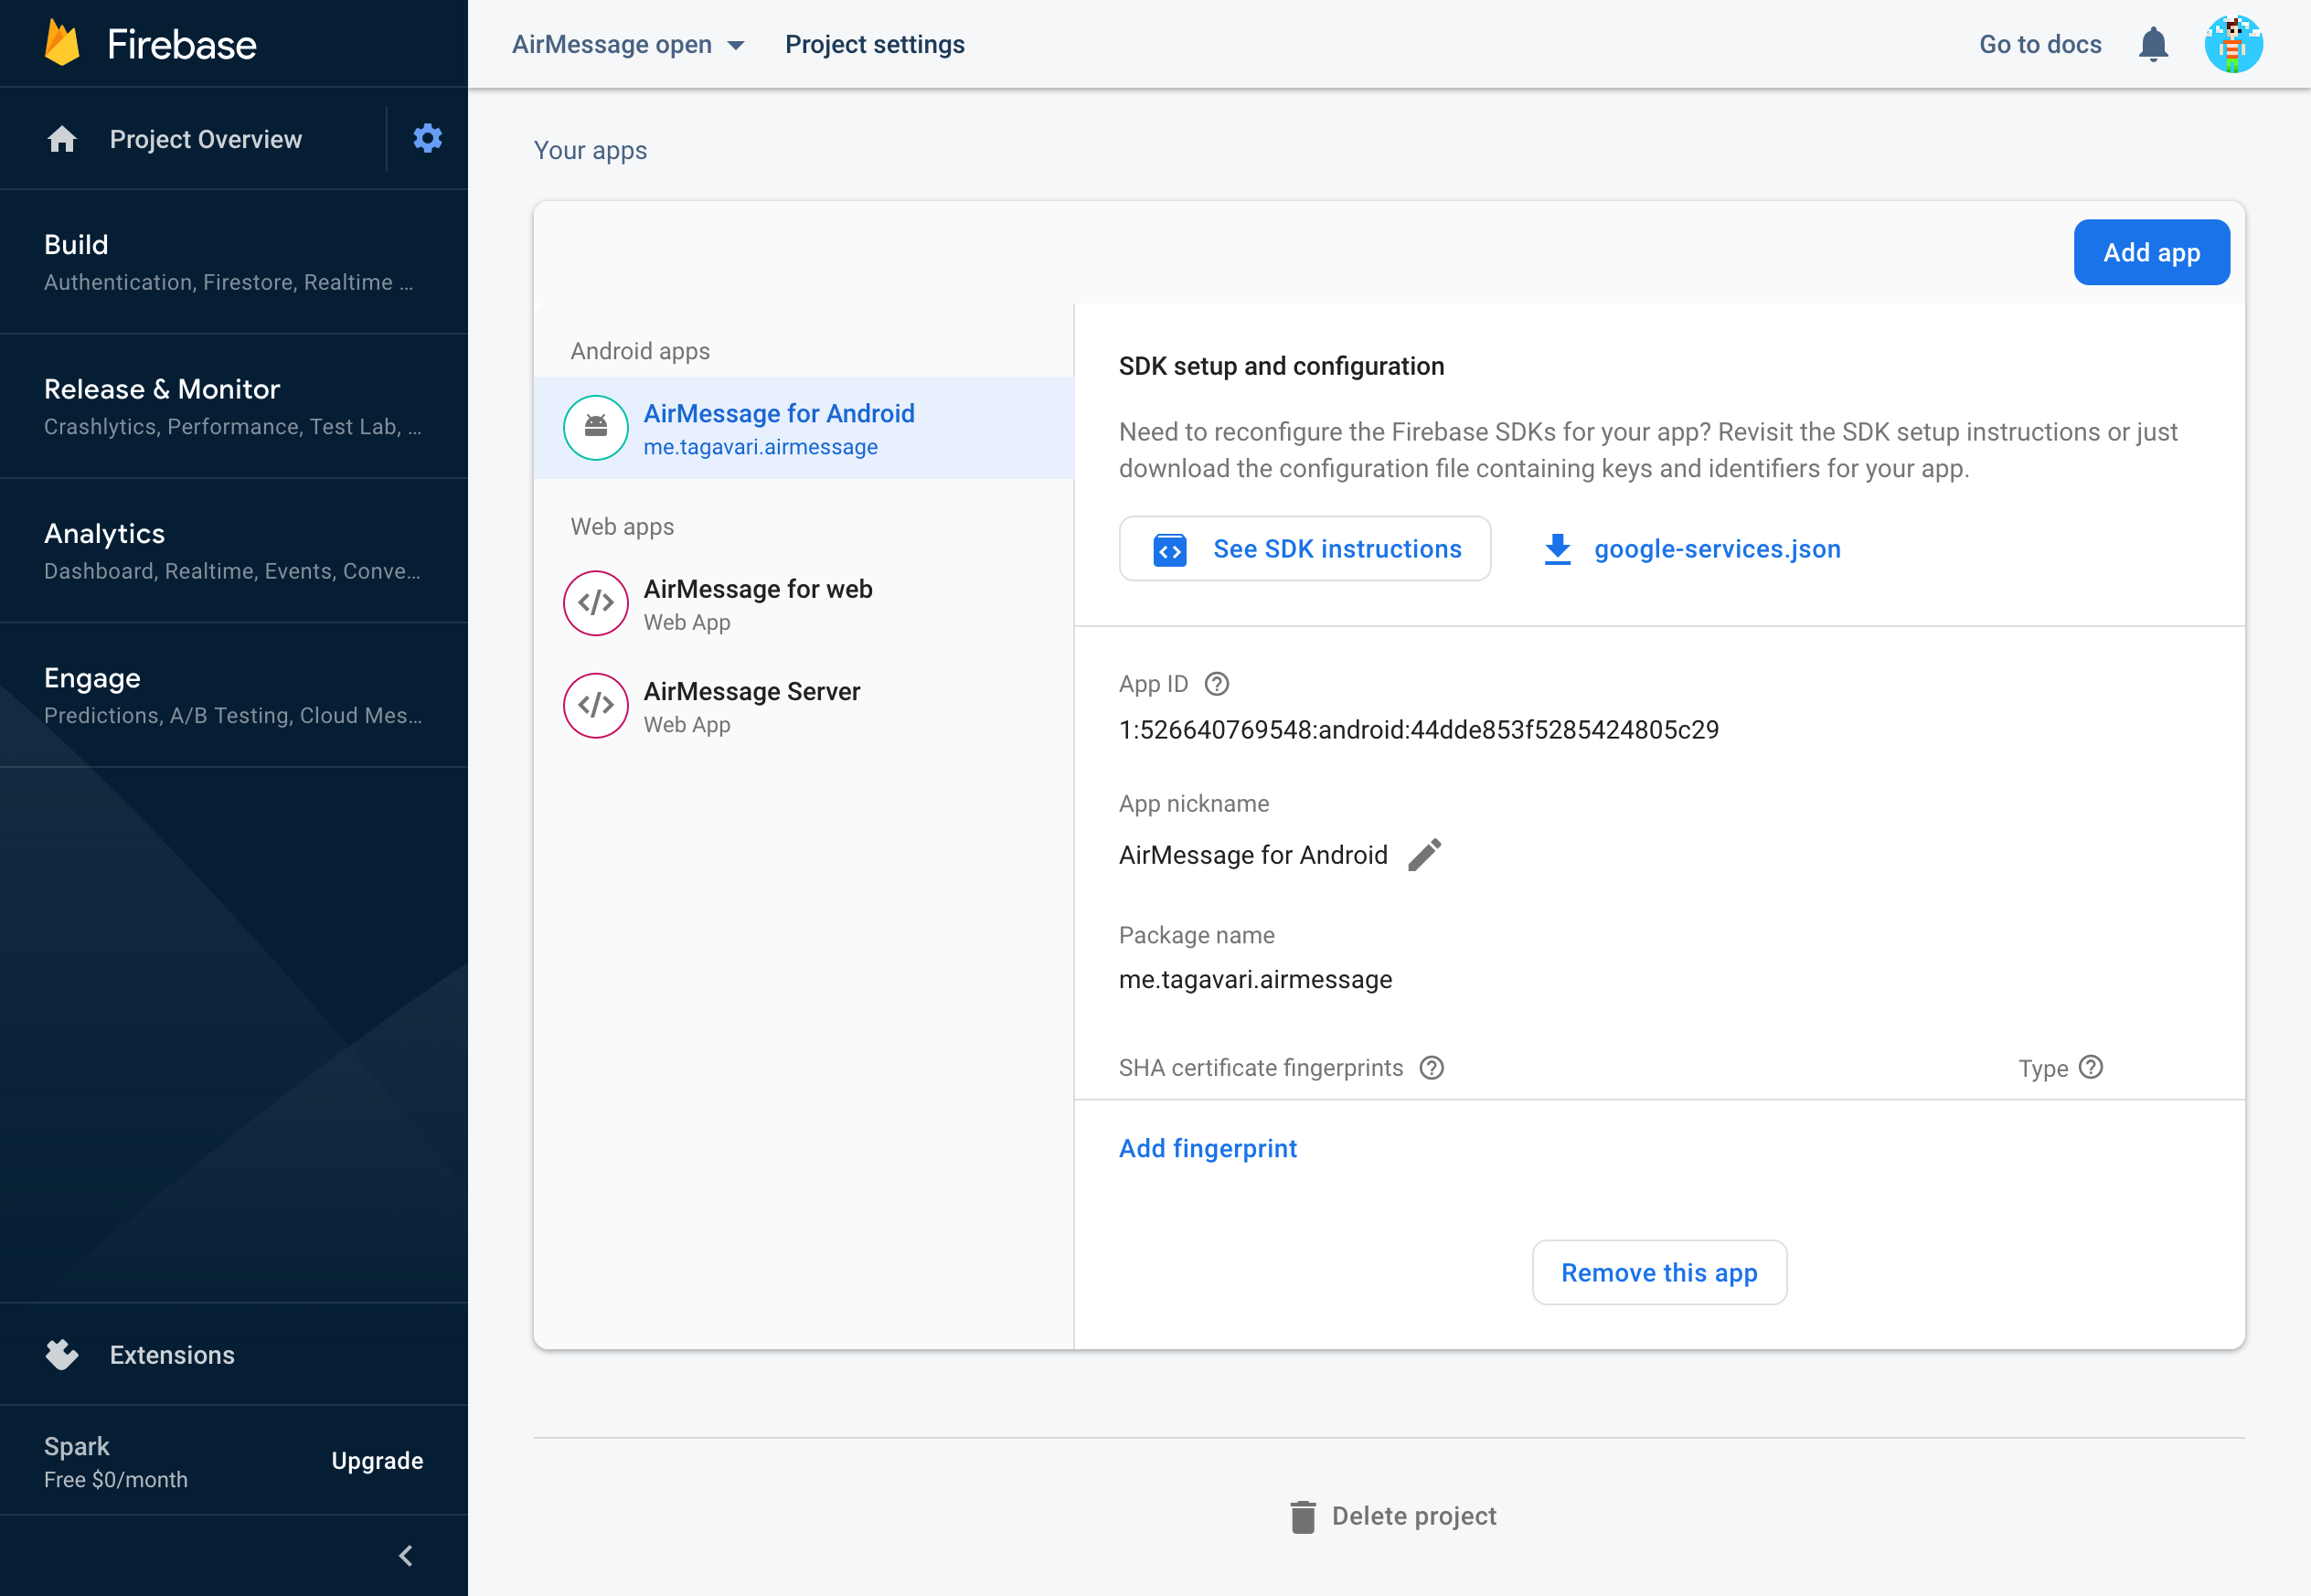 Firebase
Project Overview
Build
Authentication, Firestore, Realtime ...
Release & Monitor
Crashlytics, Performance, Test Lab, ...
Analytics
Dashboard, Realtime, Events, Conve...
Engage
Predictions, A/B Testing, Cloud Mes...
Extensions
Spark
Free $0/month
Upgrade
AirMessage open
Project settings
Go to docs
Your apps
Add app
Android apps
AirMessage for Android
me.tagavari.airmessage
Web apps
AirMessage for web
Web App
AirMessage Server
Web App
SDK setup and configuration
Need to reconfigure the Firebase SDKs for your app? Revisit the SDK setup instructions or just
download the configuration file containing keys and identifiers for your app.
See SDK instructions
google-services.json
App ID
1:526640769548:android:44dde853f5285424805c29
App nickname
AirMessage for Android
Package name
me.tagavari.airmessage
SHA certificate fingerprints
Type
Add fingerprint
Remove this app
Delete project